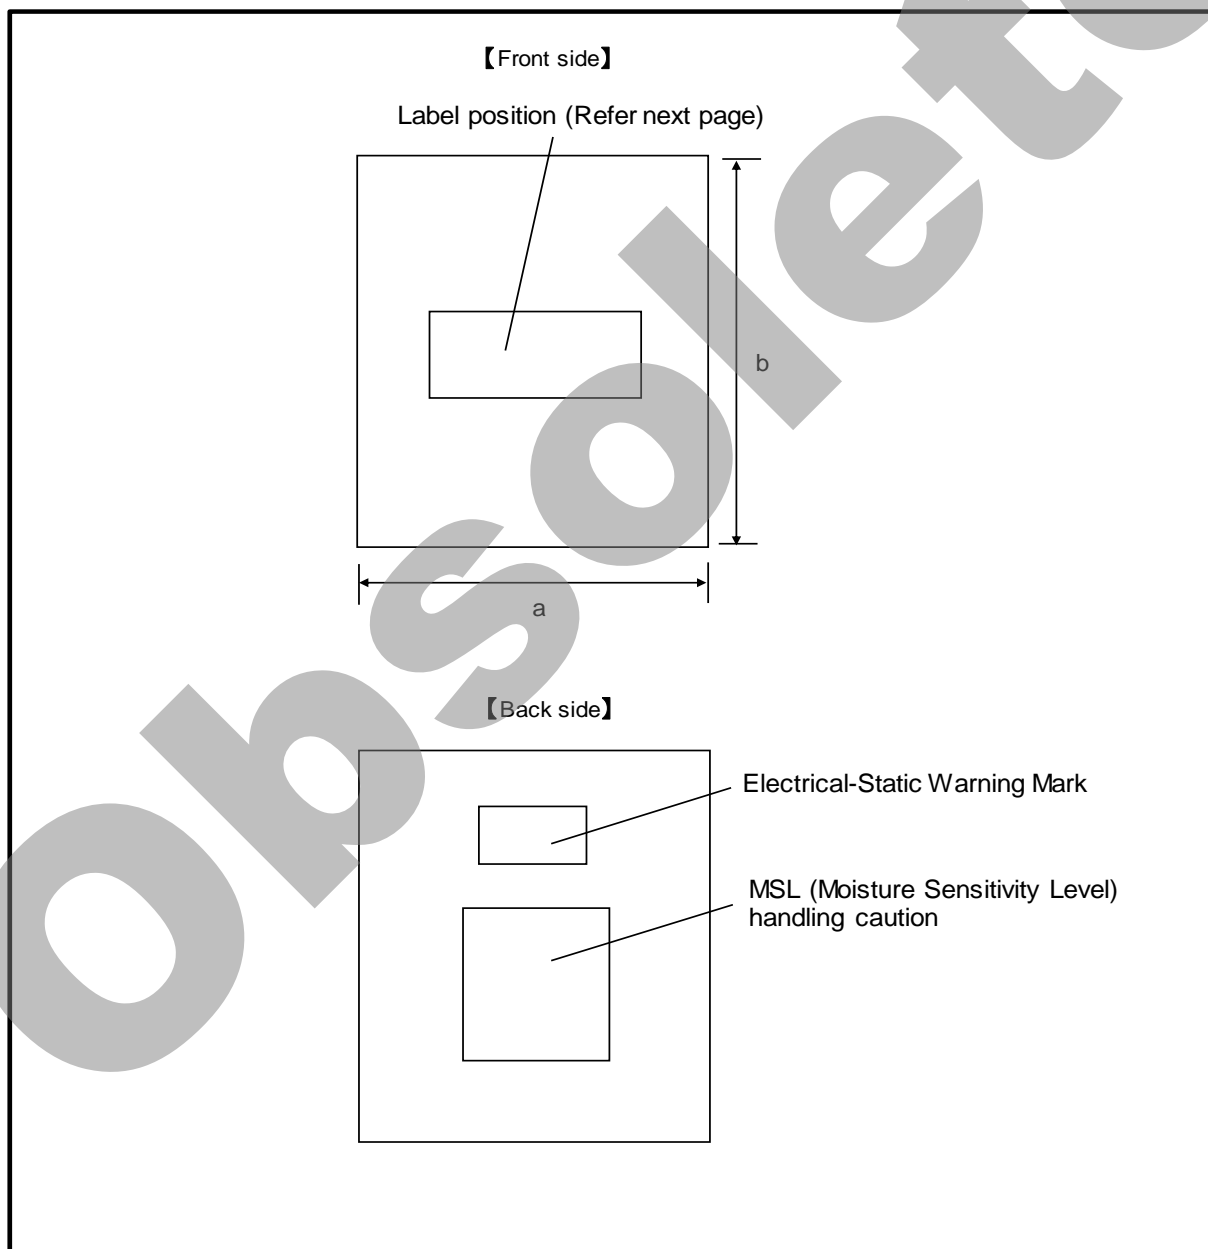 【Front side】
Label position (Refer next page)
b
a
【Back side】
Electrical-Static Warning Mark
MSL (Moisture Sensitivity Level)
handling caution
Obsolete